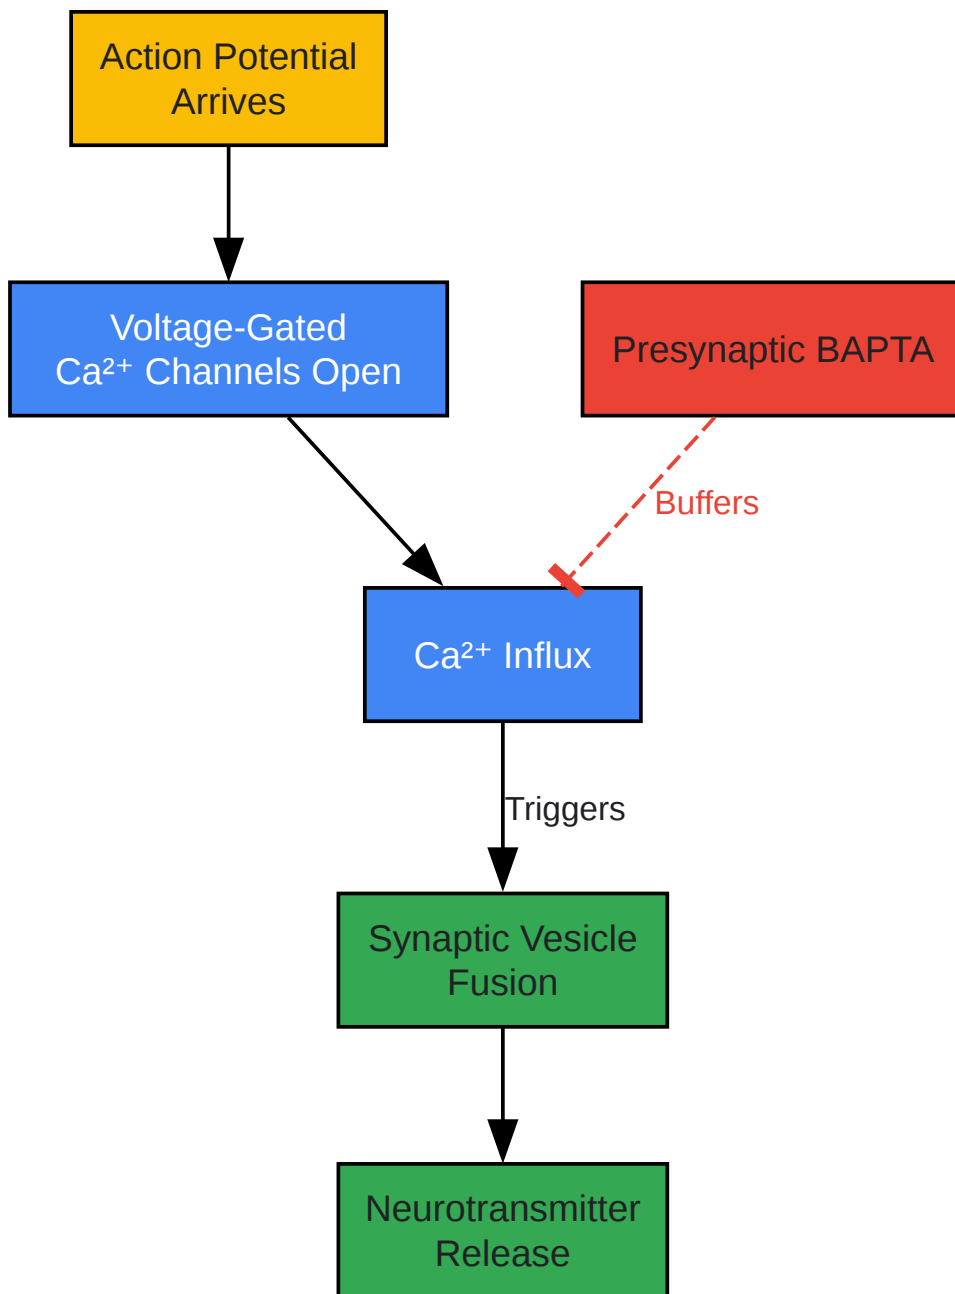 Action Potential
Arrives
Voltage-Gated
Ca²⁺ Channels Open
Presynaptic BAPTA
Buffers
Ca²⁺ Influx
Triggers
Synaptic Vesicle
Fusion
Neurotransmitter
Release